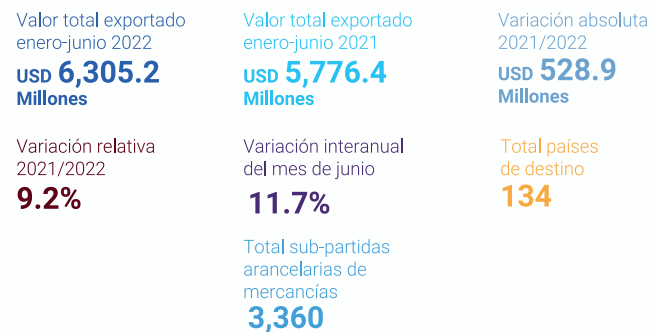 Valor total exportado
enero-junio 2022
USD 6,305.2
Millones
Valor total exportado
enero-junio 2021
USD 5,776.4
Millones
Variación absoluta
2021/2022
USD 528.9
Millones
Variación relativa
2021/2022
9.2%
Variación interanual
del mes de junio
11.7%
Total países
de destino
134
Total sub-partidas
arancelarias de
mercancías
3,360